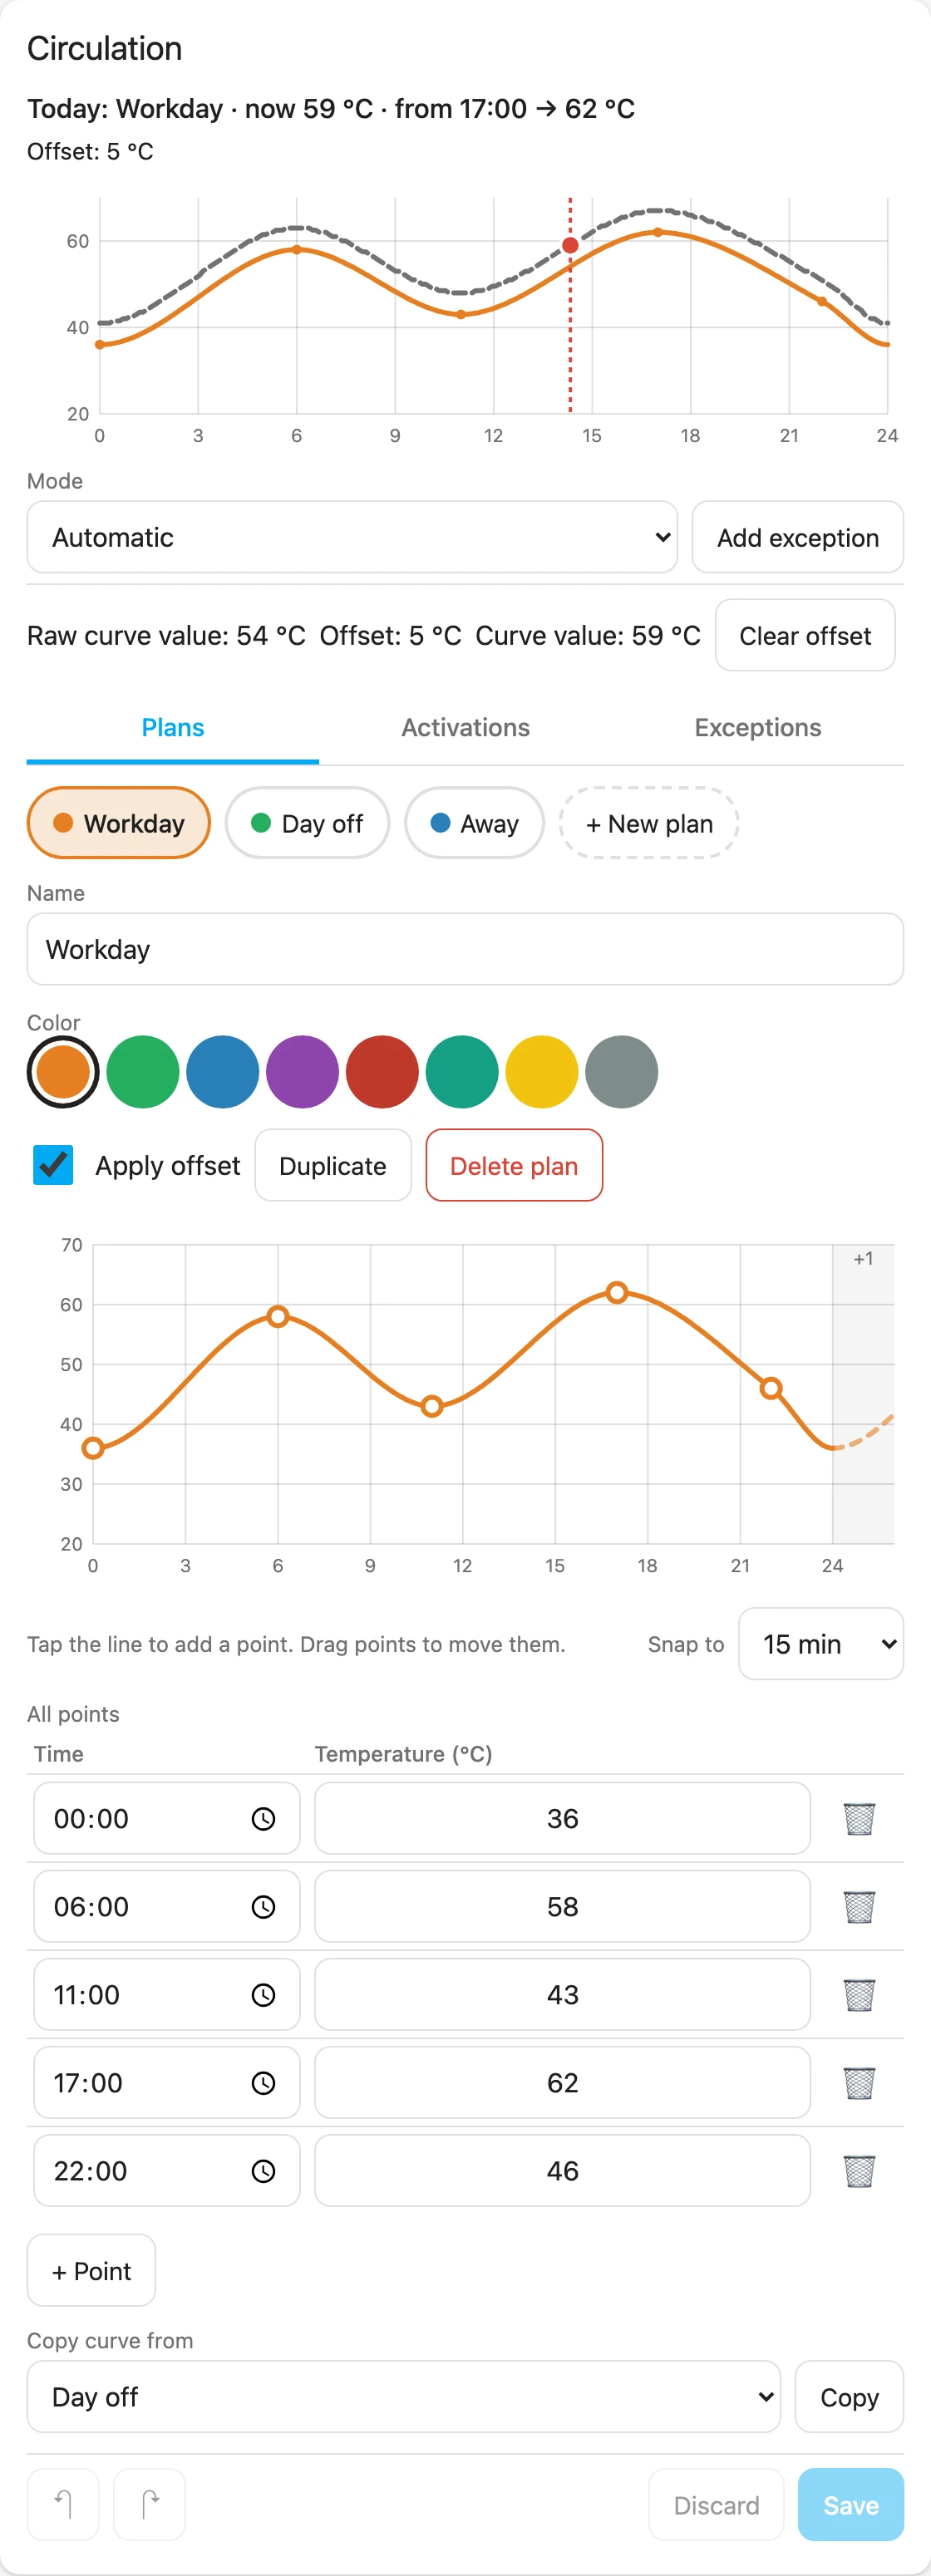 Circulation
Today: Workday · now 59 °C · from 17:00 → 62 °C
Offset: 5 °C
60
40
20
0 3 6 9 12 15 18 21 24
Mode
Automatic Add exception
Raw curve value: 54 °C Offset: 5 °C Curve value: 59 °C Clear offset
Plans Activations Exceptions
Workday Day off Away + New plan
Name
Workday
Color
Apply offset Duplicate Delete plan
70
+1
60
50
40
30
20
0 3 6 9 12 15 18 21 24
Tap the line to add a point. Drag points to move them. Snap to 15 min
All points
Time Temperature (°C)
00:00 36
06:00 58
11:00 43
17:00 62
22:00 46
+ Point
Copy curve from
Day off Copy
Discard Save